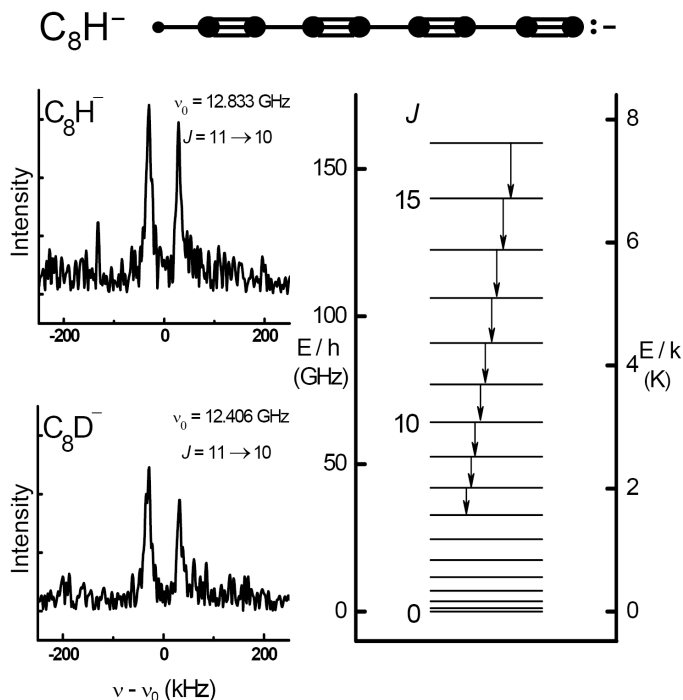 C₈H⁻ :–
C₈H⁻
ν₀ = 12.833 GHz
J = 11 → 10
Intensity
-200 0 200
C₈D⁻
ν₀ = 12.406 GHz
J = 11 → 10
Intensity
-200 0 200
ν - ν₀ (kHz)
J
150
100
50
0
E / h
(GHz)
15
10
0
8
6
4
2
0
E / k
(K)